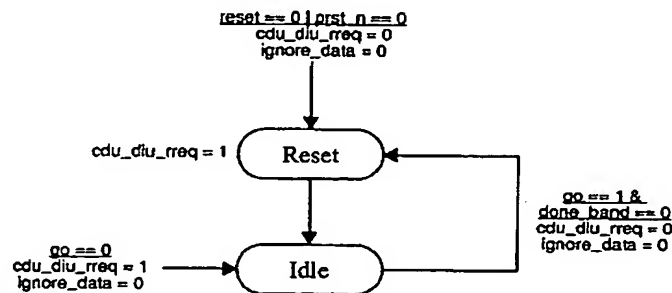 reset == 0 | prst_n == 0
cdu_diu_rreq = 0
ignore_data = 0
cdu_diu_rreq = 1
Reset
go == 1 &
done_band == 0
cdu_diu_rreq = 0
ignore_data = 0
go == 0
cdu_diu_rreq = 1
ignore_data = 0
Idle